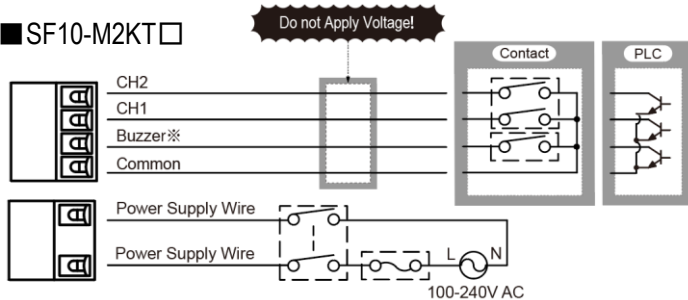 Do not Apply Voltage!
■SF10-M2KT□
Contact
PLC
CH2
CH1
Buzzer※
Common
Power Supply Wire
Power Supply Wire
L
N
100-240V AC